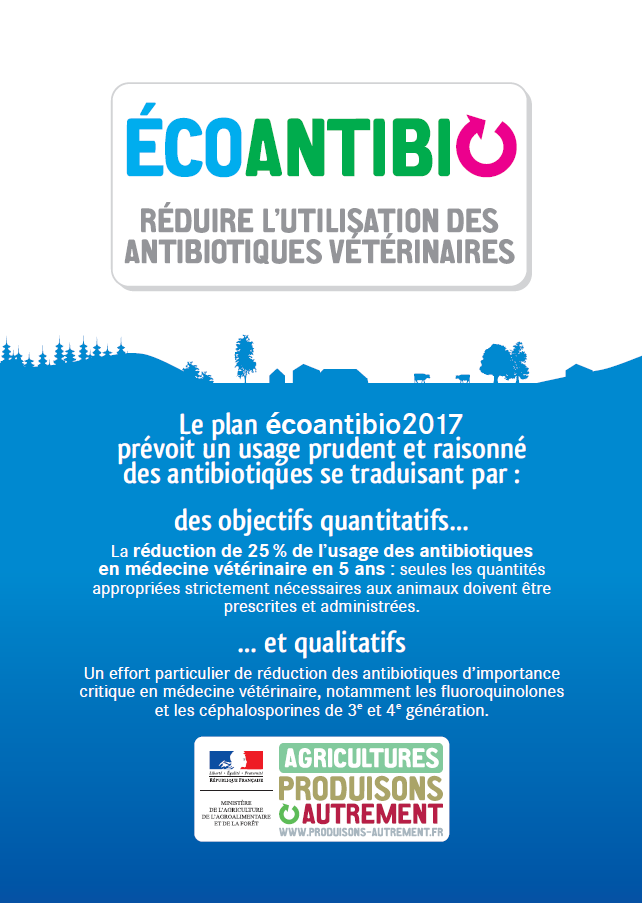 ÉCOANTIBIO
RÉDUIRE L'UTILISATION DES
ANTIBIOTIQUES VÉTÉRINAIRES
Le plan écoantibio2017
prévoit un usage prudent et raisonné
des antibiotiques se traduisant par :
des objectifs quantitatifs...
La réduction de 25 % de l'usage des antibiotiques
en médecine vétérinaire en 5 ans : seules les quantités
appropriées strictement nécessaires aux animaux doivent être
prescrites et administrées.
... et qualitatifs
Un effort particulier de réduction des antibiotiques d'importance
critique en médecine vétérinaire, notamment les fluoroquinolones
et les céphalosporines de 3e et 4e génération.
Liberté • Égalité • Fraternité
RÉPUBLIQUE FRANÇAISE
MINISTÈRE
DE L'AGRICULTURE
DE L'AGROALIMENTAIRE
ET DE LA FORÊT
AGRICULTURES
PRODUISONS
AUTREMENT
WWW.PRODUISONS-AUTREMENT.FR